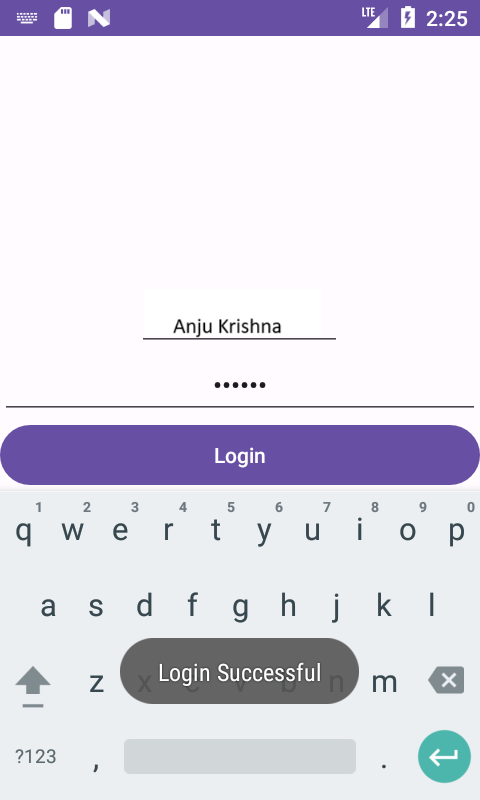 LTE 2:25
Anju Krishna
••••••
Login
1 2 3 4 5 6 7 8 9 0
q w e r t y u i o p
a s d f g h j k l
z x c v b n m
Login Successful
?123 , .